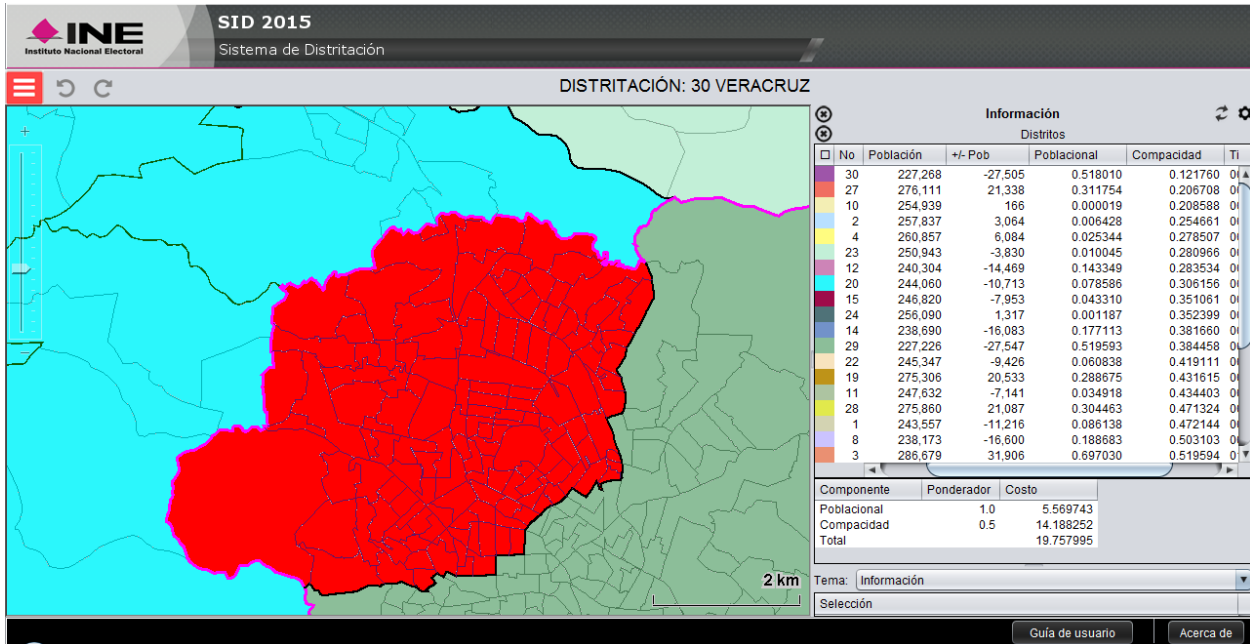 INE
Instituto Nacional Electoral
SID 2015
Sistema de Distritación
DISTRITACIÓN: 30 VERACRUZ
Información
Distritos
No Población +/- Pob Poblacional Compacidad Ti
30 227,268 -27,505 0.518010 0.121760
27 276,111 21,338 0.311754 0.206708
10 254,939 166 0.000019 0.208588
2 257,837 3,064 0.006428 0.254661
4 260,857 6,084 0.025344 0.278507
23 250,943 -3,830 0.010045 0.280966
12 240,304 -14,469 0.143349 0.283534
20 244,060 -10,713 0.078586 0.306156
15 246,820 -7,953 0.043310 0.351061
24 256,090 1,317 0.001187 0.352399
14 238,690 -16,083 0.177113 0.381660
29 227,226 -27,547 0.519593 0.384458
22 245,347 -9,426 0.060838 0.419111
19 275,306 20,533 0.288675 0.431615
11 247,632 -7,141 0.034918 0.434403
28 275,860 21,087 0.304463 0.471324
1 243,557 -11,216 0.086138 0.472144
8 238,173 -16,600 0.188683 0.503103
3 286,679 31,906 0.697030 0.519594
Componente Ponderador Costo
Poblacional 1.0 5.569743
Compacidad 0.5 14.188252
Total 19.757995
2 km
Tema: Información
Selección
Guía de usuario Acerca de